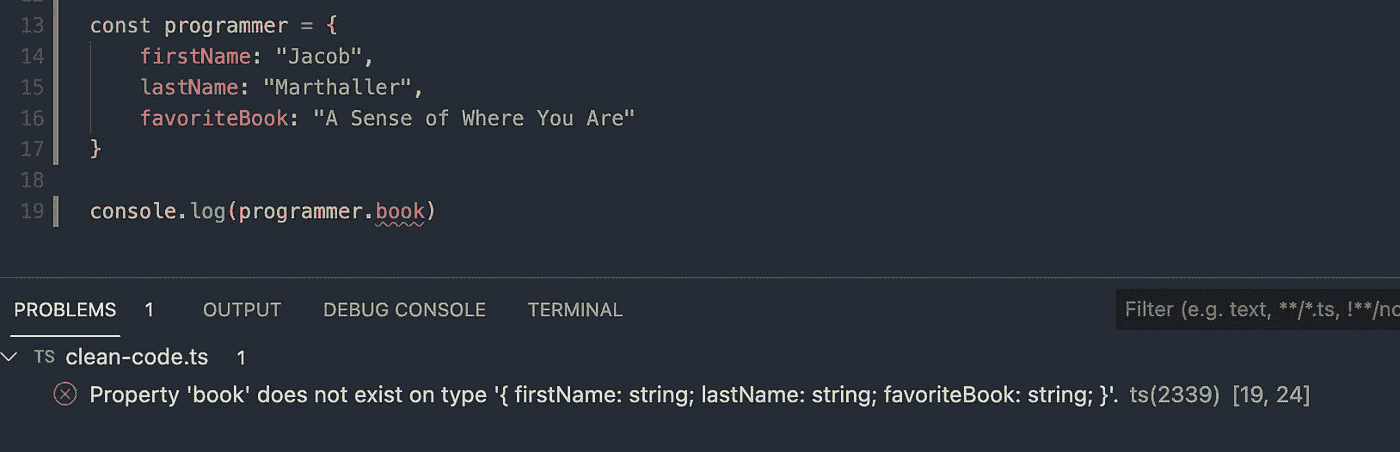 13 const programmer = {
14 firstName: "Jacob",
15 lastName: "Marthaller",
16 favoriteBook: "A Sense of Where You Are"
17 }
18
19 console.log(programmer.book)
PROBLEMS 1 OUTPUT DEBUG CONSOLE TERMINAL Filter (e.g. text, **/*.ts, !**/no
TS clean-code.ts 1
Property 'book' does not exist on type '{ firstName: string; lastName: string; favoriteBook: string; }'. ts(2339) [19, 24]